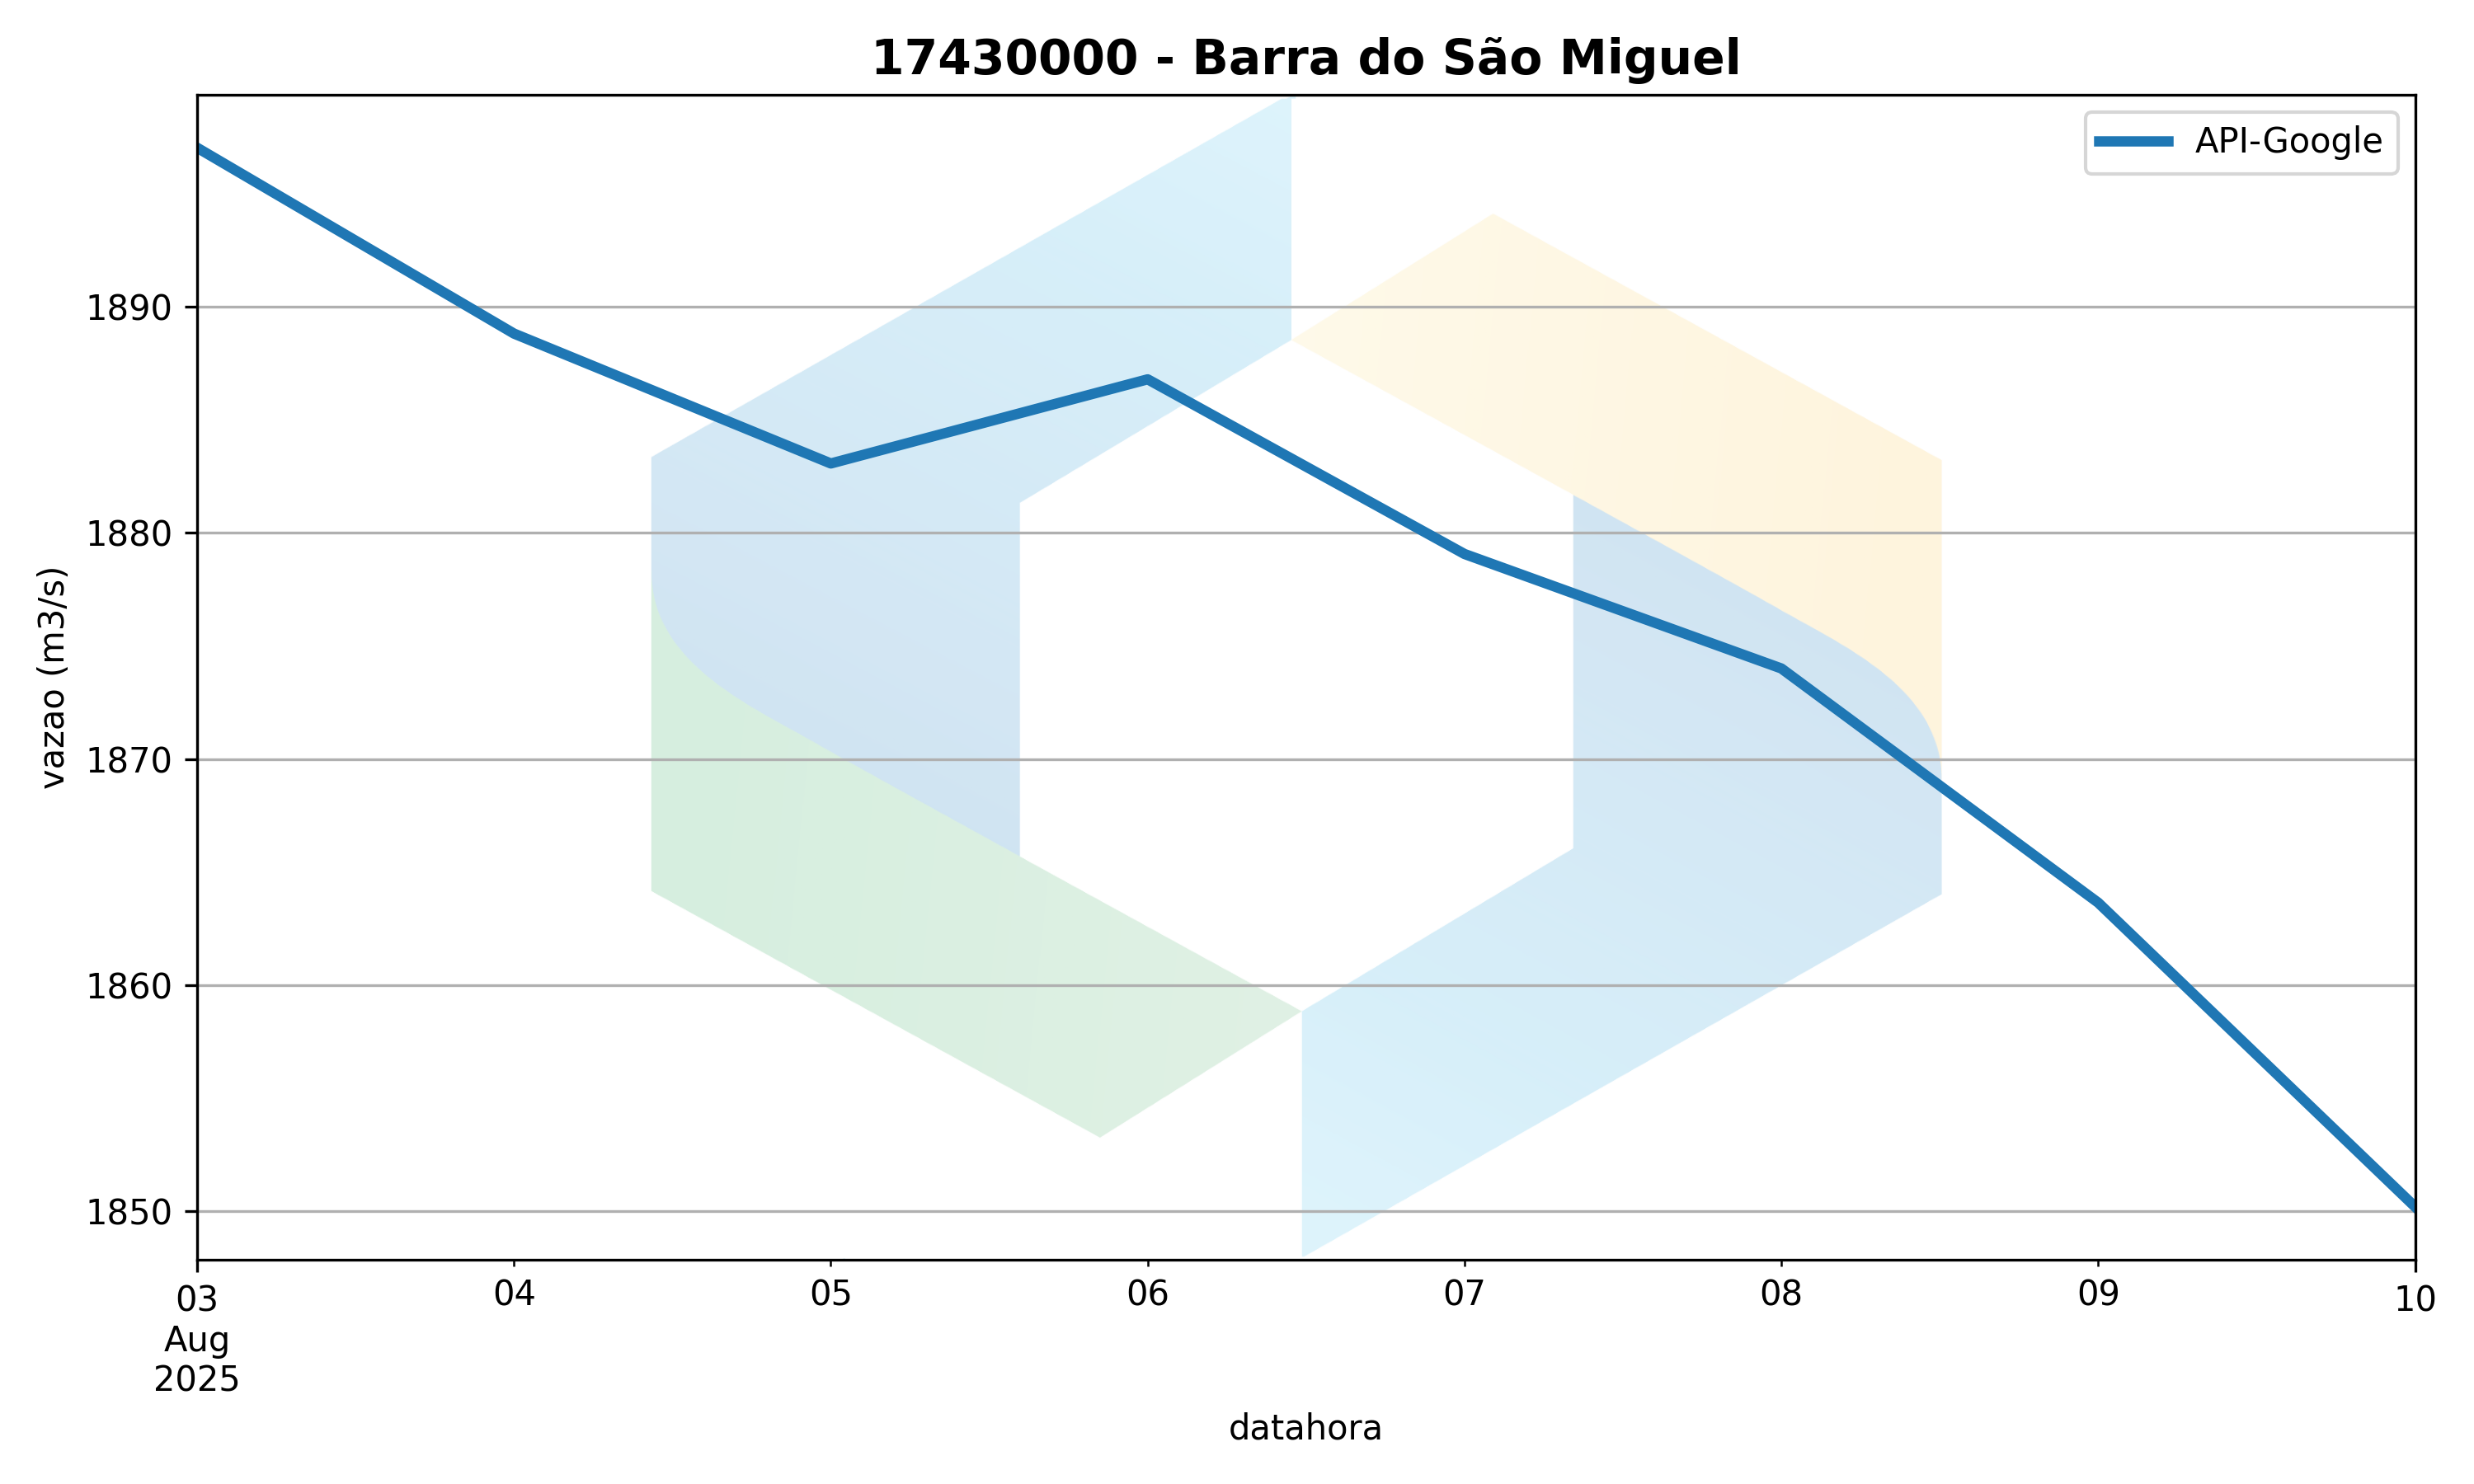 17430000 - Barra do São Miguel
API-Google
vazao (m3/s)
1890
1880
1870
1860
1850
03 04 05 06 07 08 09 10
Aug
2025
datahora